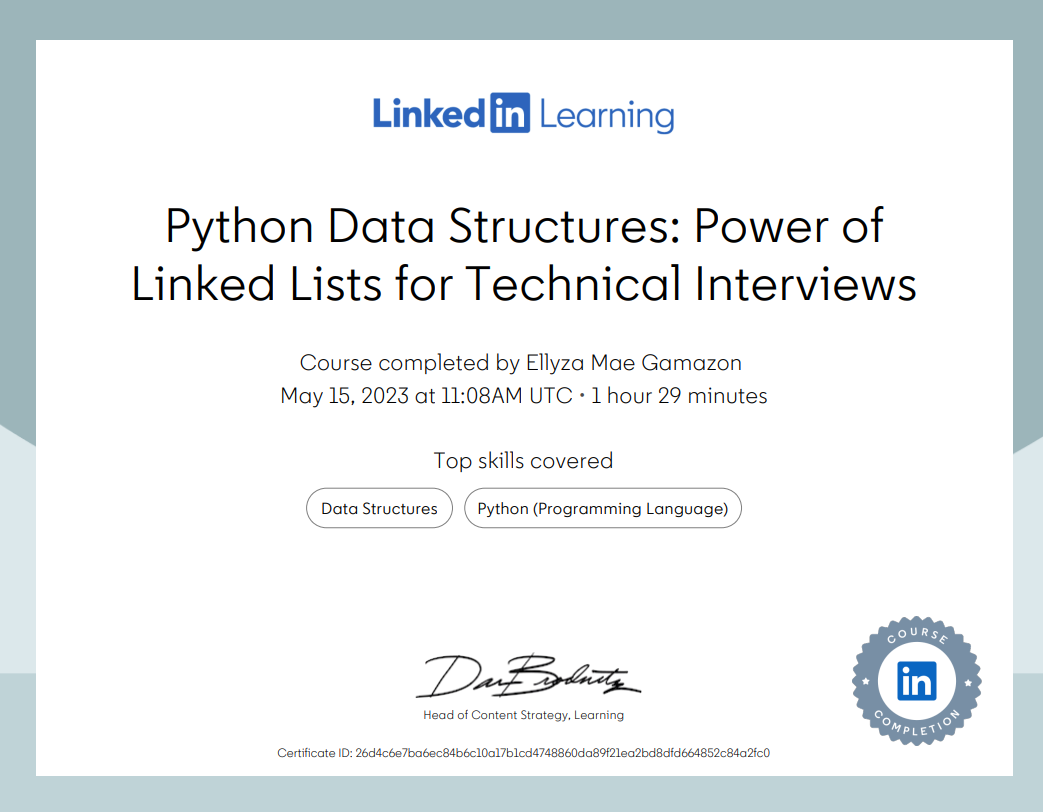 Linkedin Learning
Python Data Structures: Power of
Linked Lists for Technical Interviews
Course completed by Ellyza Mae Gamazon
May 15, 2023 at 11:08AM UTC • 1 hour 29 minutes
Top skills covered
Data Structures
Python (Programming Language)
Dan Brodnitz
Head of Content Strategy, Learning
COURSE
in
COMPLETION
Certificate ID: 26d4c6e7ba6ec84b6c10a17b1cd4748860da89f21ea2bd8dfd664852c84a2fc0